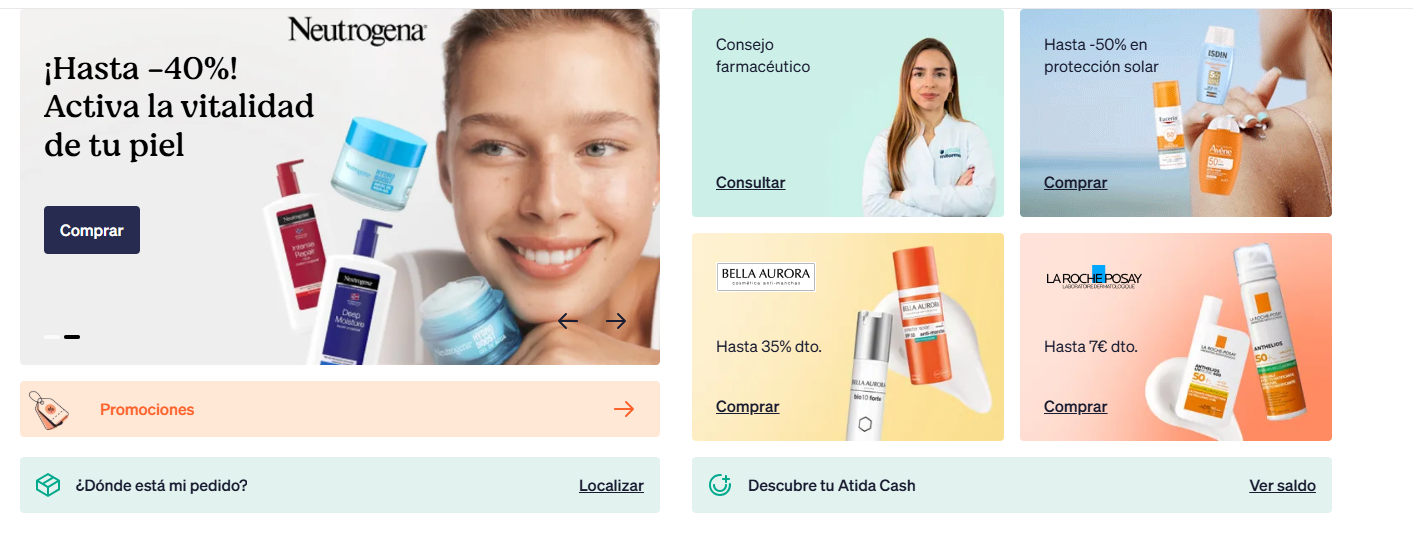 Neutrogena
¡Hasta –40%!
Activa la vitalidad
de tu piel
Comprar
Neutrogena
HYDRO
BOOST
Neutrogena
Intense
Repair
Neutrogena
Deep
Moisture
Neutrogena
Promociones
¿Dónde está mi pedido?
Localizar
Consejo
farmacéutico
Consultar
Hasta -50% en
protección solar
ISDIN
Eucerin
Avène
50+
Comprar
BELLA AURORA
cosmética anti-manchas
Hasta 35% dto.
BELLA AURORA
BELLA AURORA
bio10 forte
Comprar
LA ROCHE POSAY
LABORATOIRE DERMATOLOGIQUE
Hasta 7€ dto.
LA ROCHE-POSAY
ANTHELIOS
50+
LA ROCHE-POSAY
ANTHELIOS
50+
Comprar
Descubre tu Atida Cash
Ver saldo